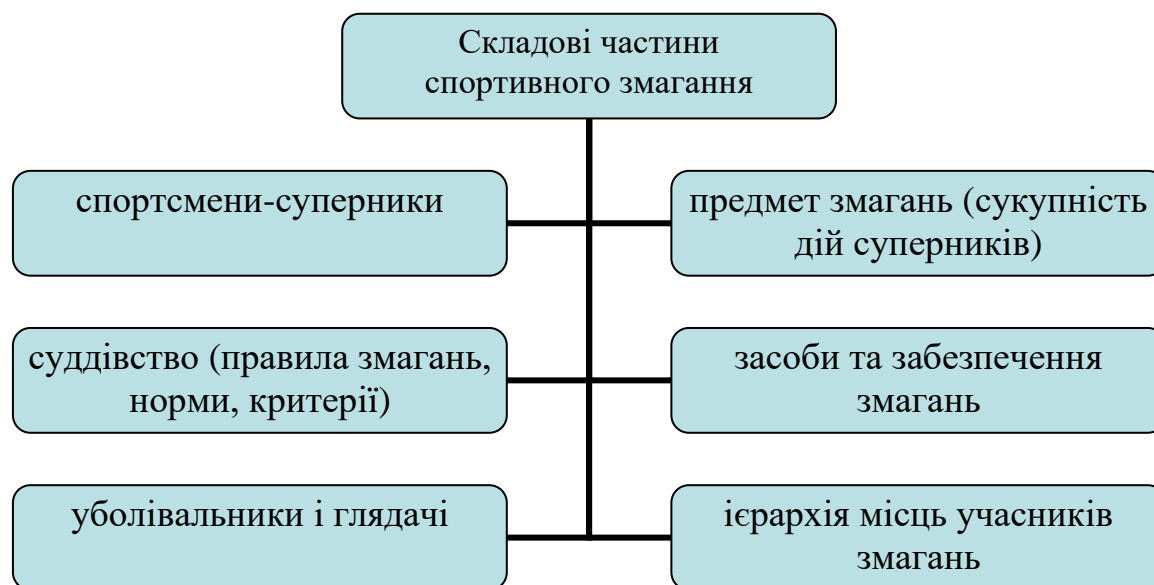 Складові частини
спортивного змагання
спортсмени-суперники
предмет змагань (сукупність
дій суперників)
суддівство (правила змагань,
норми, критерії)
засоби та забезпечення
змагань
уболівальники і глядачі
ієрархія місць учасників
змагань